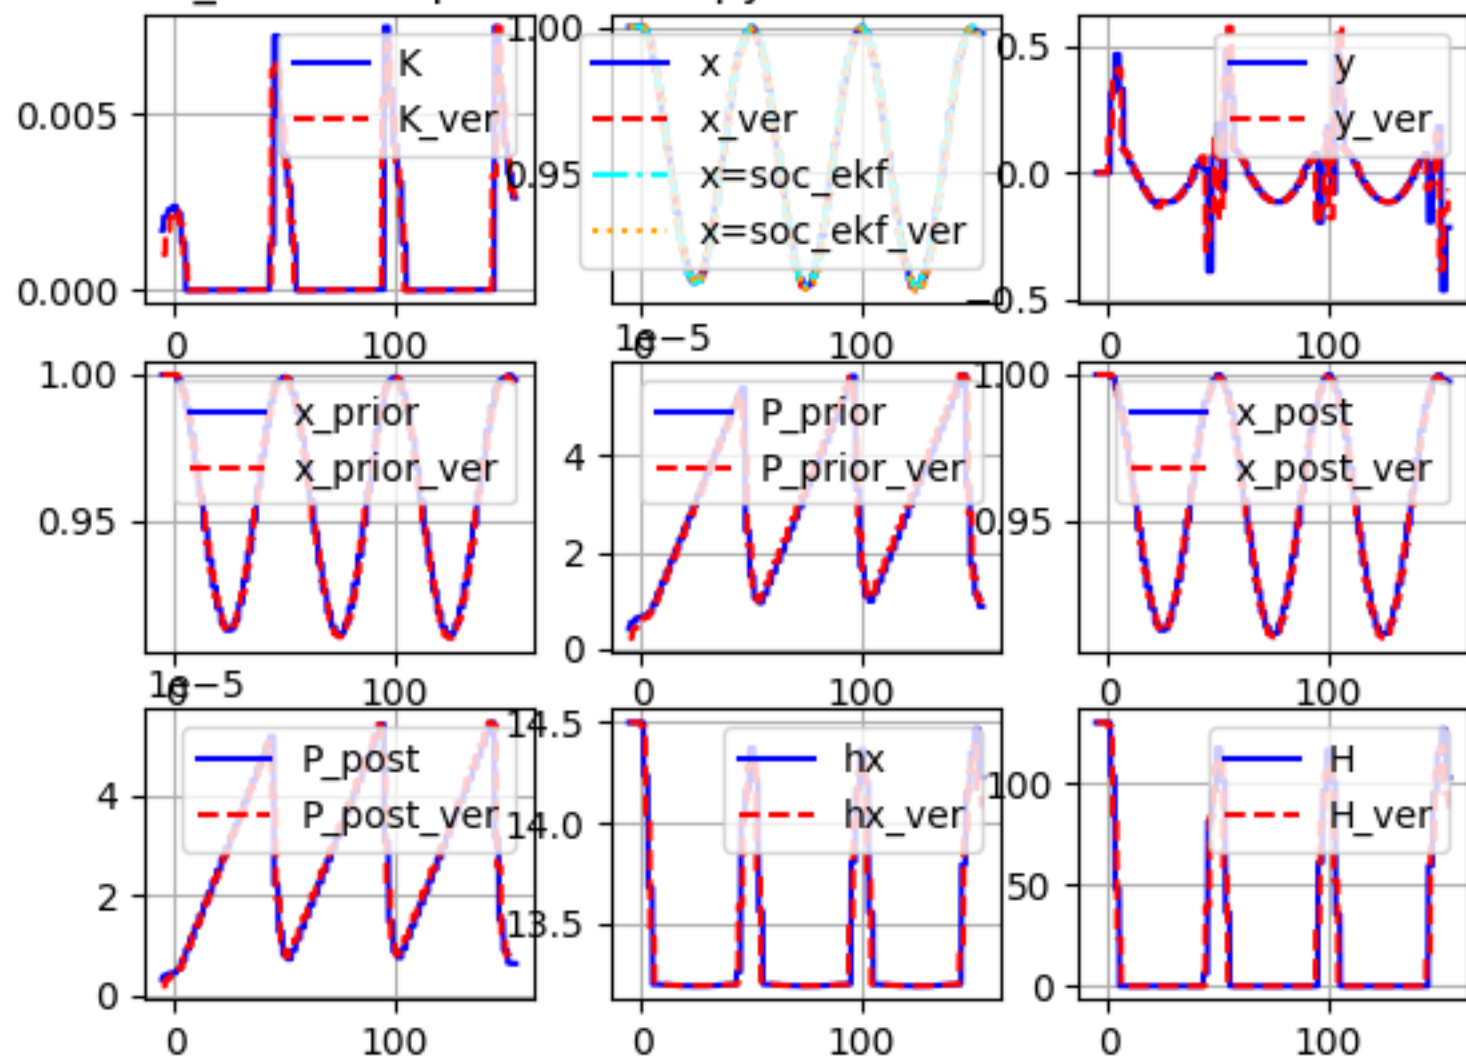 K
K_ver
0.005
0.000
0
100
1.00
0.95
x
x_ver
x=soc_ekf
x=soc_ekf_ver
0
100
0.5
0.0
−0.5
y
y_ver
0
100
1.00
0.95
x_prior
x_prior_ver
0
100
1e−5
4
2
0
P_prior
P_prior_ver
0
100
1.00
0.95
x_post
x_post_ver
0
100
1e−5
4
2
0
P_post
P_post_ver
0
100
14.5
14.0
13.5
hx
hx_ver
0
100
100
50
0
H
H_ver
0
100